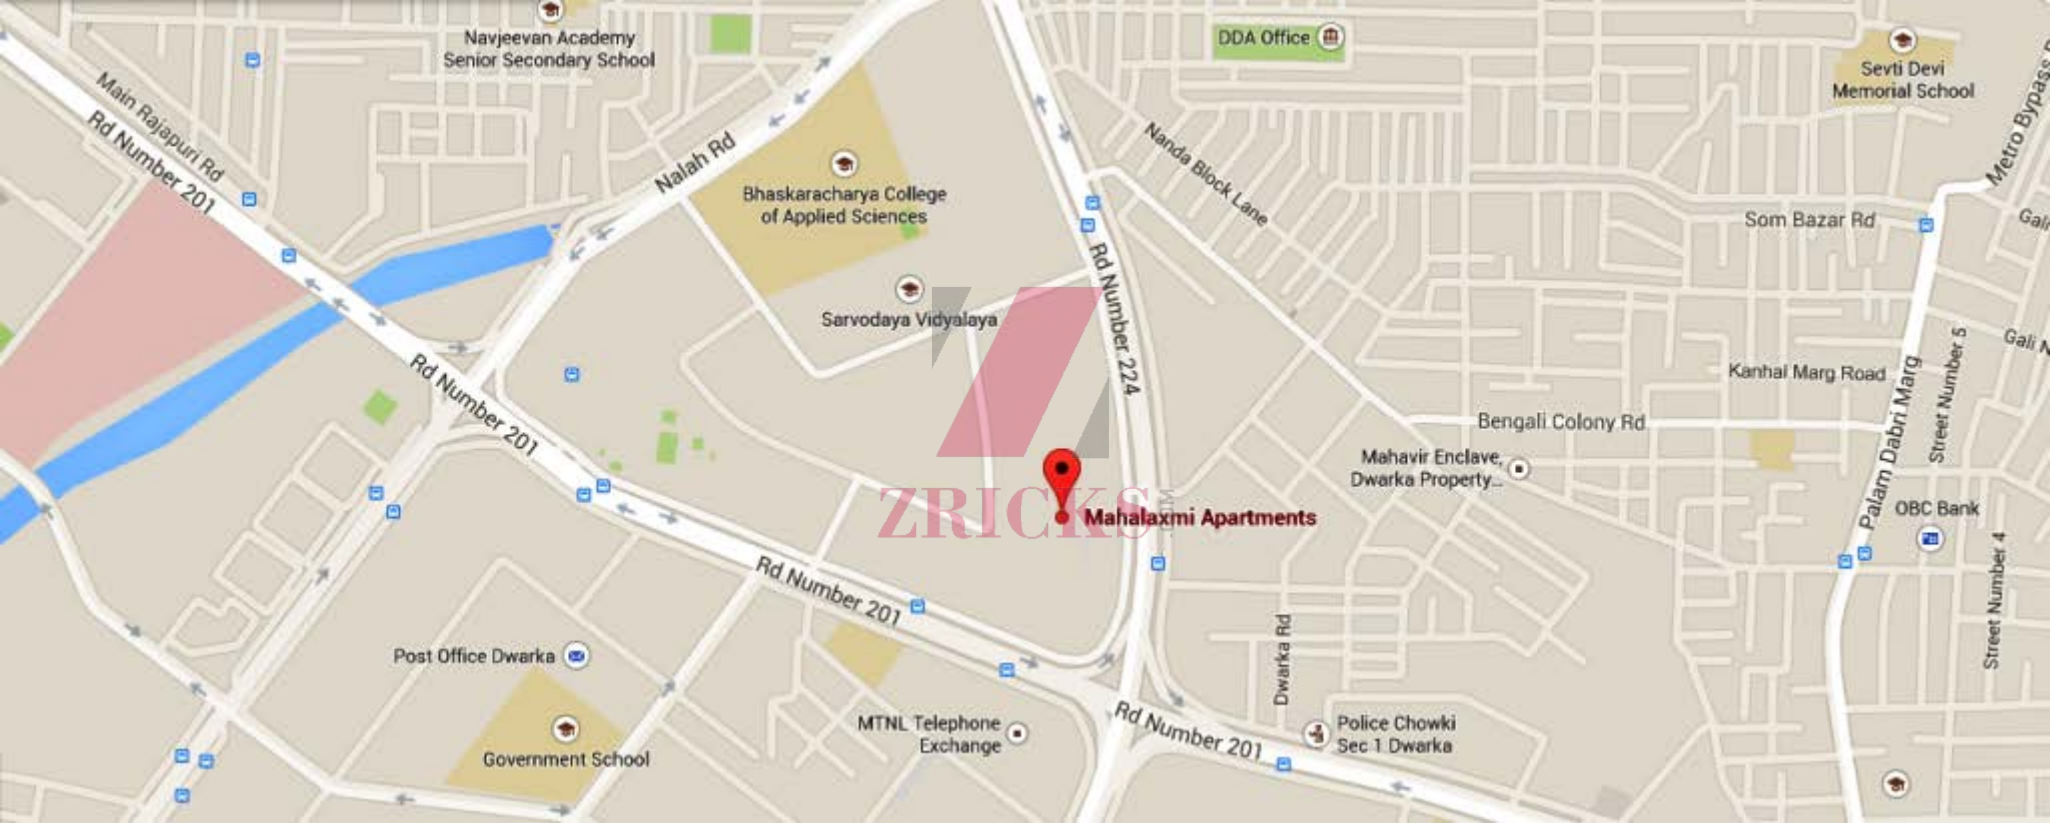 Navjeevan Academy
Senior Secondary School
DDA Office
Sevti Devi
Memorial School
Metro Bypass
Main Rajapuri Rd
Rd Number 201
Nalah Rd
Bhaskaracharya College
of Applied Sciences
Nanda Block Lane
Som Bazar Rd
Rd Number 224
Sarvodaya Vidyalaya
Rd Number 201
Kanhal Marg Road
Palam Dabri Marg
Street Number 5
Gali N
Bengali Colony Rd
Mahavir Enclave,
Dwarka Property...
ZRICKS
.COM
Mahalaxmi Apartments
OBC Bank
Street Number 4
Rd Number 201
Dwarka Rd
Post Office Dwarka
Government School
MTNL Telephone
Exchange
Rd Number 201
Police Chowki
Sec 1 Dwarka